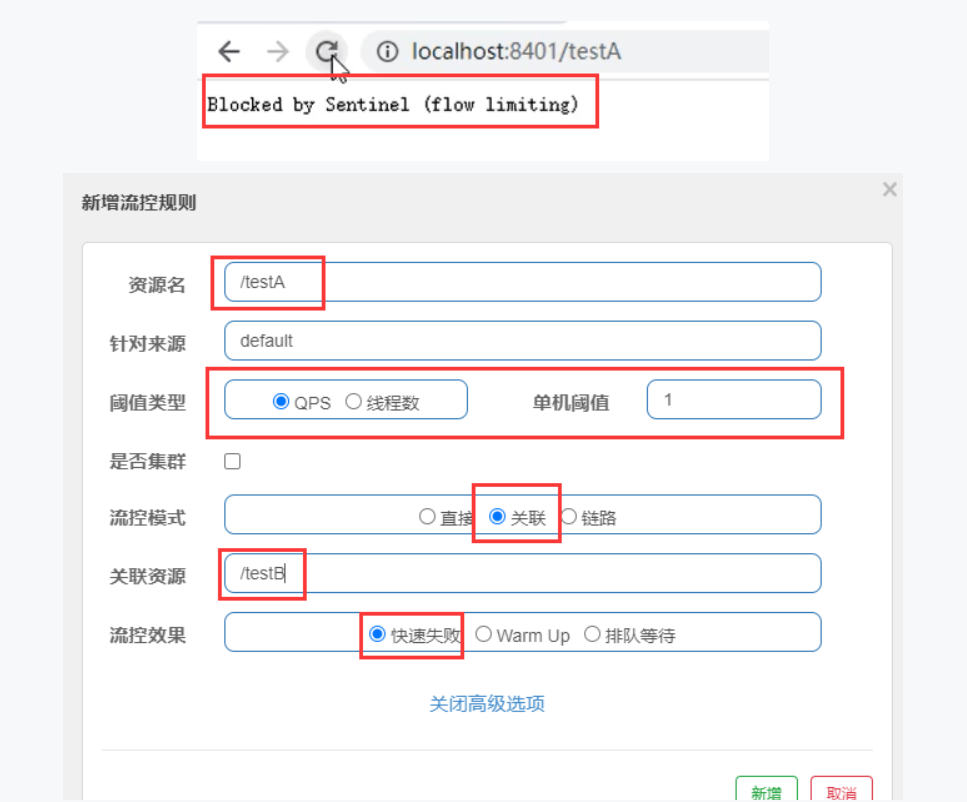 localhost:8401/testA
Blocked by Sentinel (flow limiting)
新增流控规则
资源名 /testA
针对来源 default
阈值类型 QPS 线程数 单机阈值 1
是否集群
流控模式 直接 关联 链路
关联资源 /testB
流控效果 快速失败 Warm Up 排队等待
关闭高级选项
新增 取消